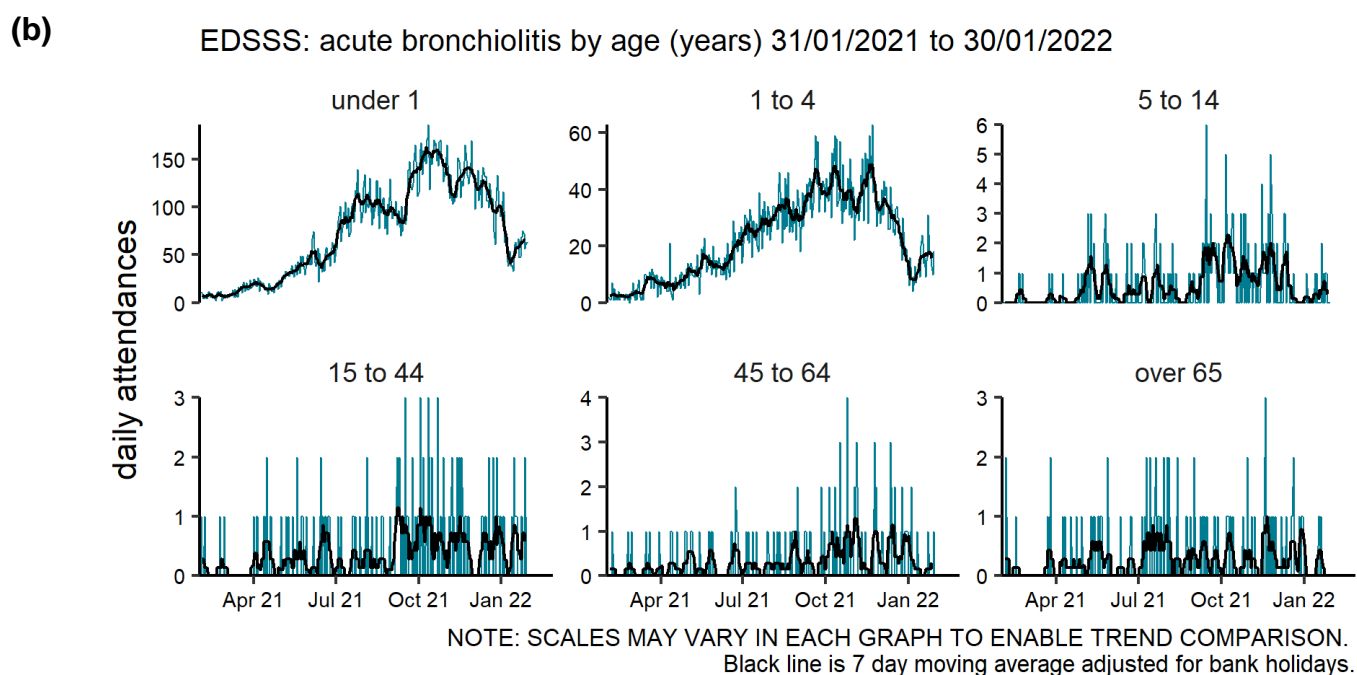 (b)
EDSSS: acute bronchiolitis by age (years) 31/01/2021 to 30/01/2022
under 1
1 to 4
5 to 14
150
100
50
0
60
40
20
0
6
5
4
3
2
1
0
daily attendances
15 to 44
45 to 64
over 65
3
2
1
0
4
3
2
1
0
3
2
1
0
Apr 21 Jul 21 Oct 21 Jan 22
Apr 21 Jul 21 Oct 21 Jan 22
Apr 21 Jul 21 Oct 21 Jan 22
NOTE: SCALES MAY VARY IN EACH GRAPH TO ENABLE TREND COMPARISON.
Black line is 7 day moving average adjusted for bank holidays.